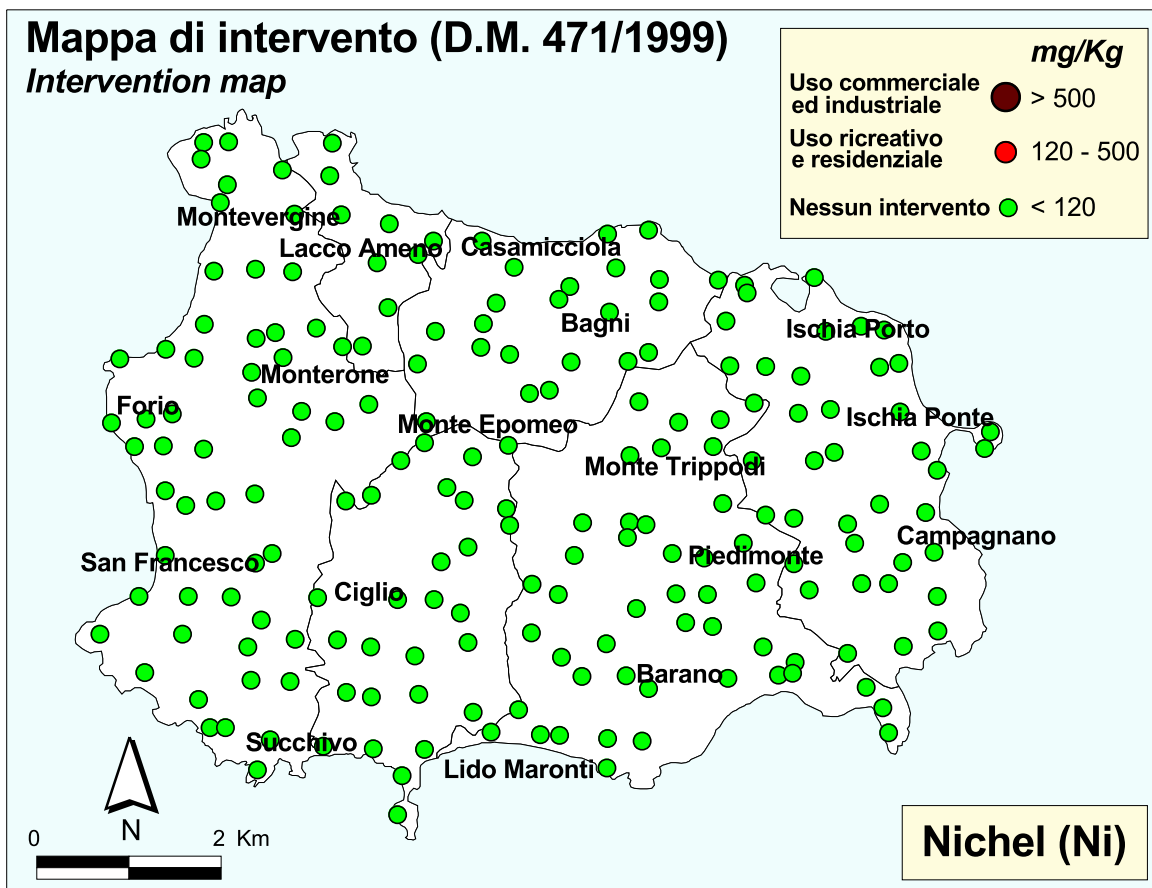 Mappa di intervento (D.M. 471/1999)
Intervention map
mg/Kg
Uso commerciale
ed industriale
> 500
Uso ricreativo
e residenziale
120 - 500
Nessun intervento
< 120
Montevergine
Lacco Ameno
Casamicciola
Bagni
Ischia Porto
Monterone
Forio
Monte Epomeo
Ischia Ponte
Monte Trippodi
Campagnano
San Francesco
Piedimonte
Ciglio
Barano
Succhivo
Lido Maronti
N
0 2 Km
Nichel (Ni)